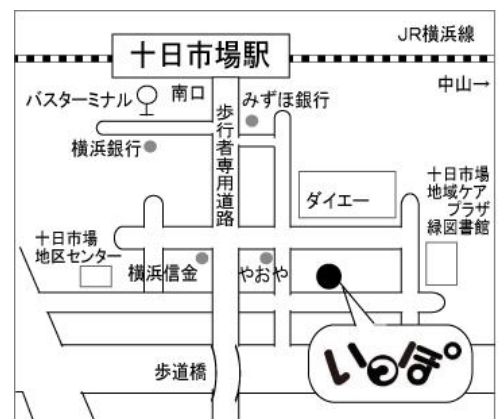 JR横浜線
十日市場駅
中山→
バスターミナル
南口
みずほ銀行
歩行者専用道路
横浜銀行
ダイエー
十日市場
地域ケア
プラザ
緑図書館
十日市場
地区センター
横浜信金
やおや
いっぽ
歩道橋